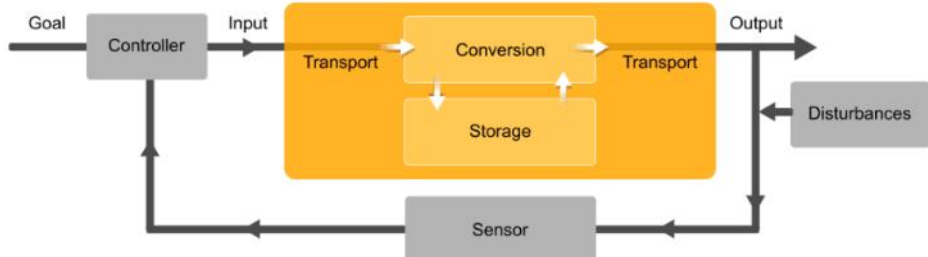 Goal
Controller
Input
Transport
Conversion
Storage
Transport
Output
Disturbances
Sensor